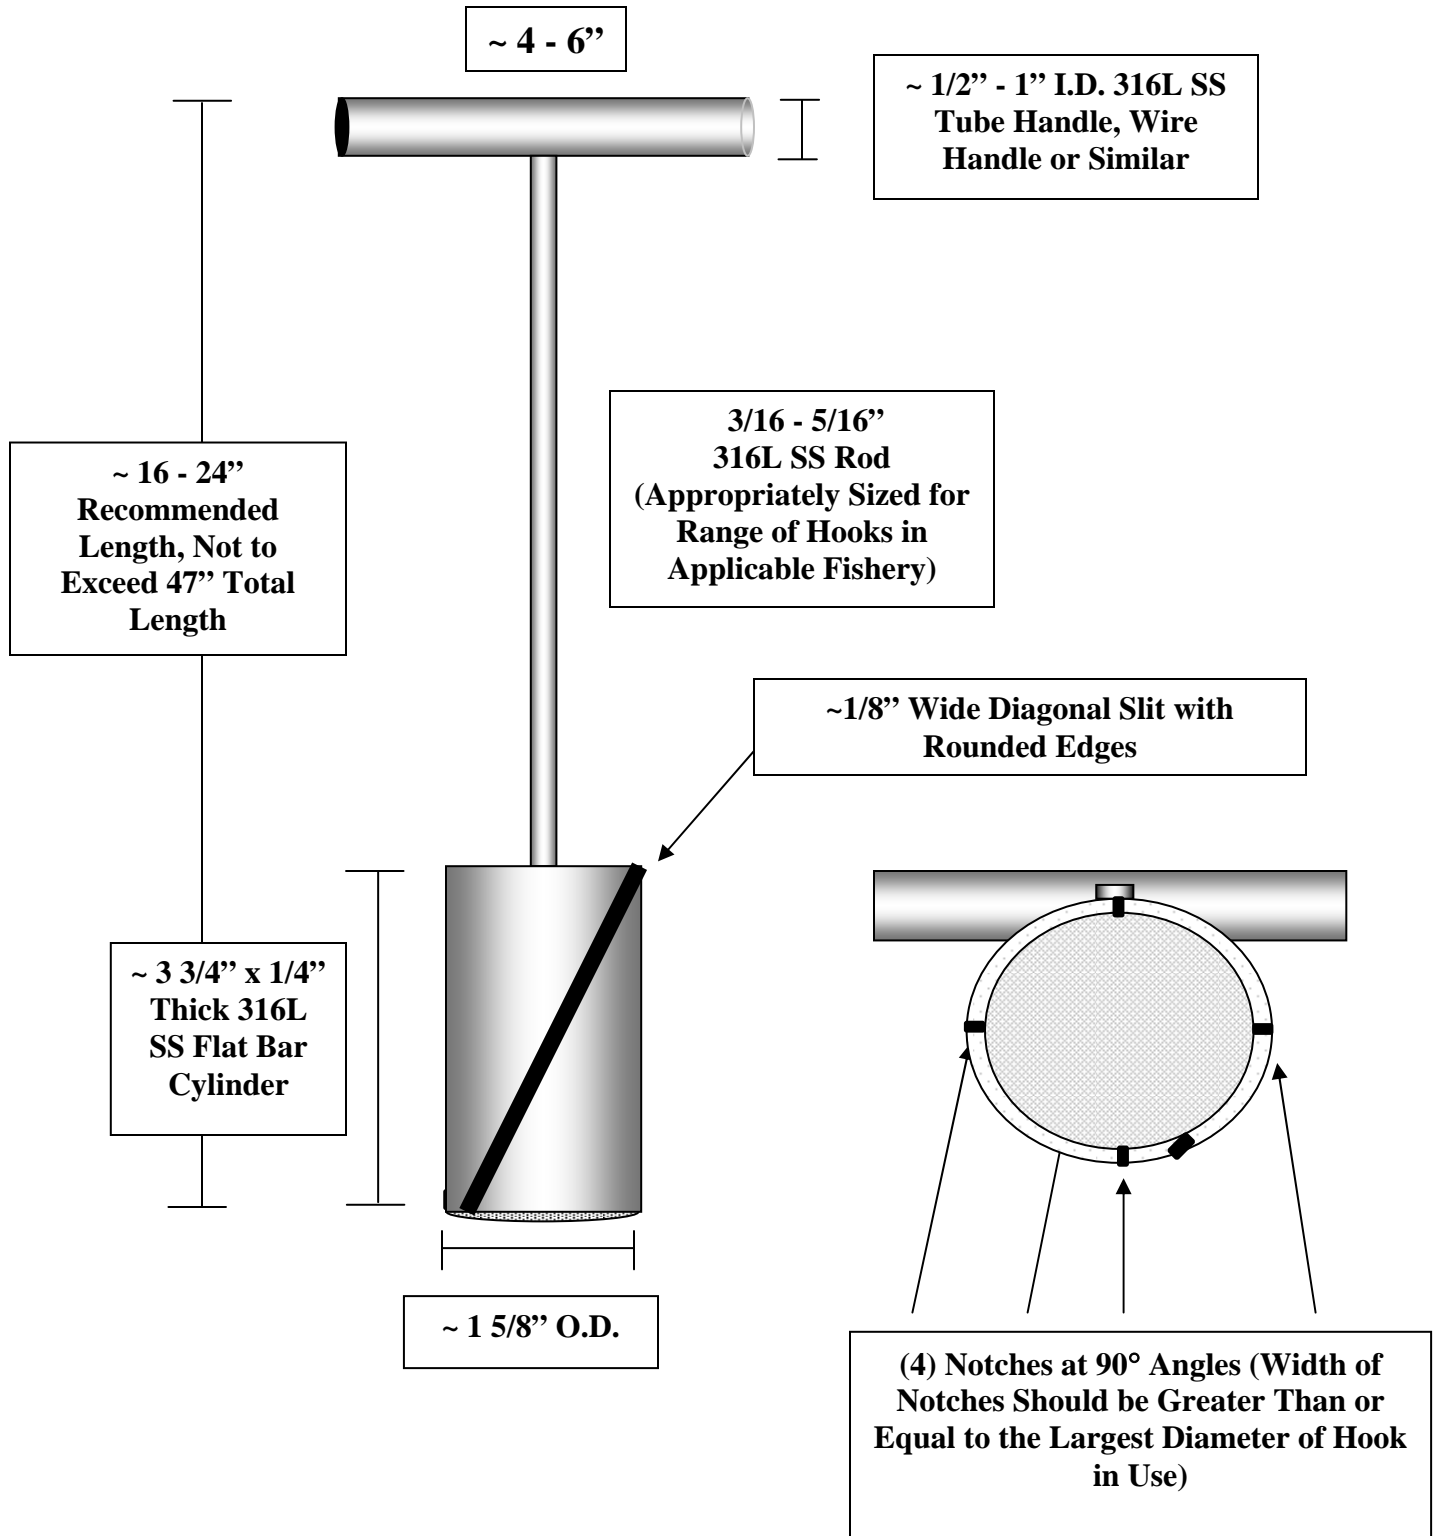 ~ 4 - 6”
~ 1/2” - 1” I.D. 316L SS
Tube Handle, Wire
Handle or Similar
3/16 - 5/16”
316L SS Rod
(Appropriately Sized for
Range of Hooks in
Applicable Fishery)
~ 16 - 24”
Recommended
Length, Not to
Exceed 47” Total
Length
~1/8” Wide Diagonal Slit with
Rounded Edges
~ 3 3/4” x 1/4”
Thick 316L
SS Flat Bar
Cylinder
~ 1 5/8” O.D.
(4) Notches at 90° Angles (Width of
Notches Should be Greater Than or
Equal to the Largest Diameter of Hook
in Use)